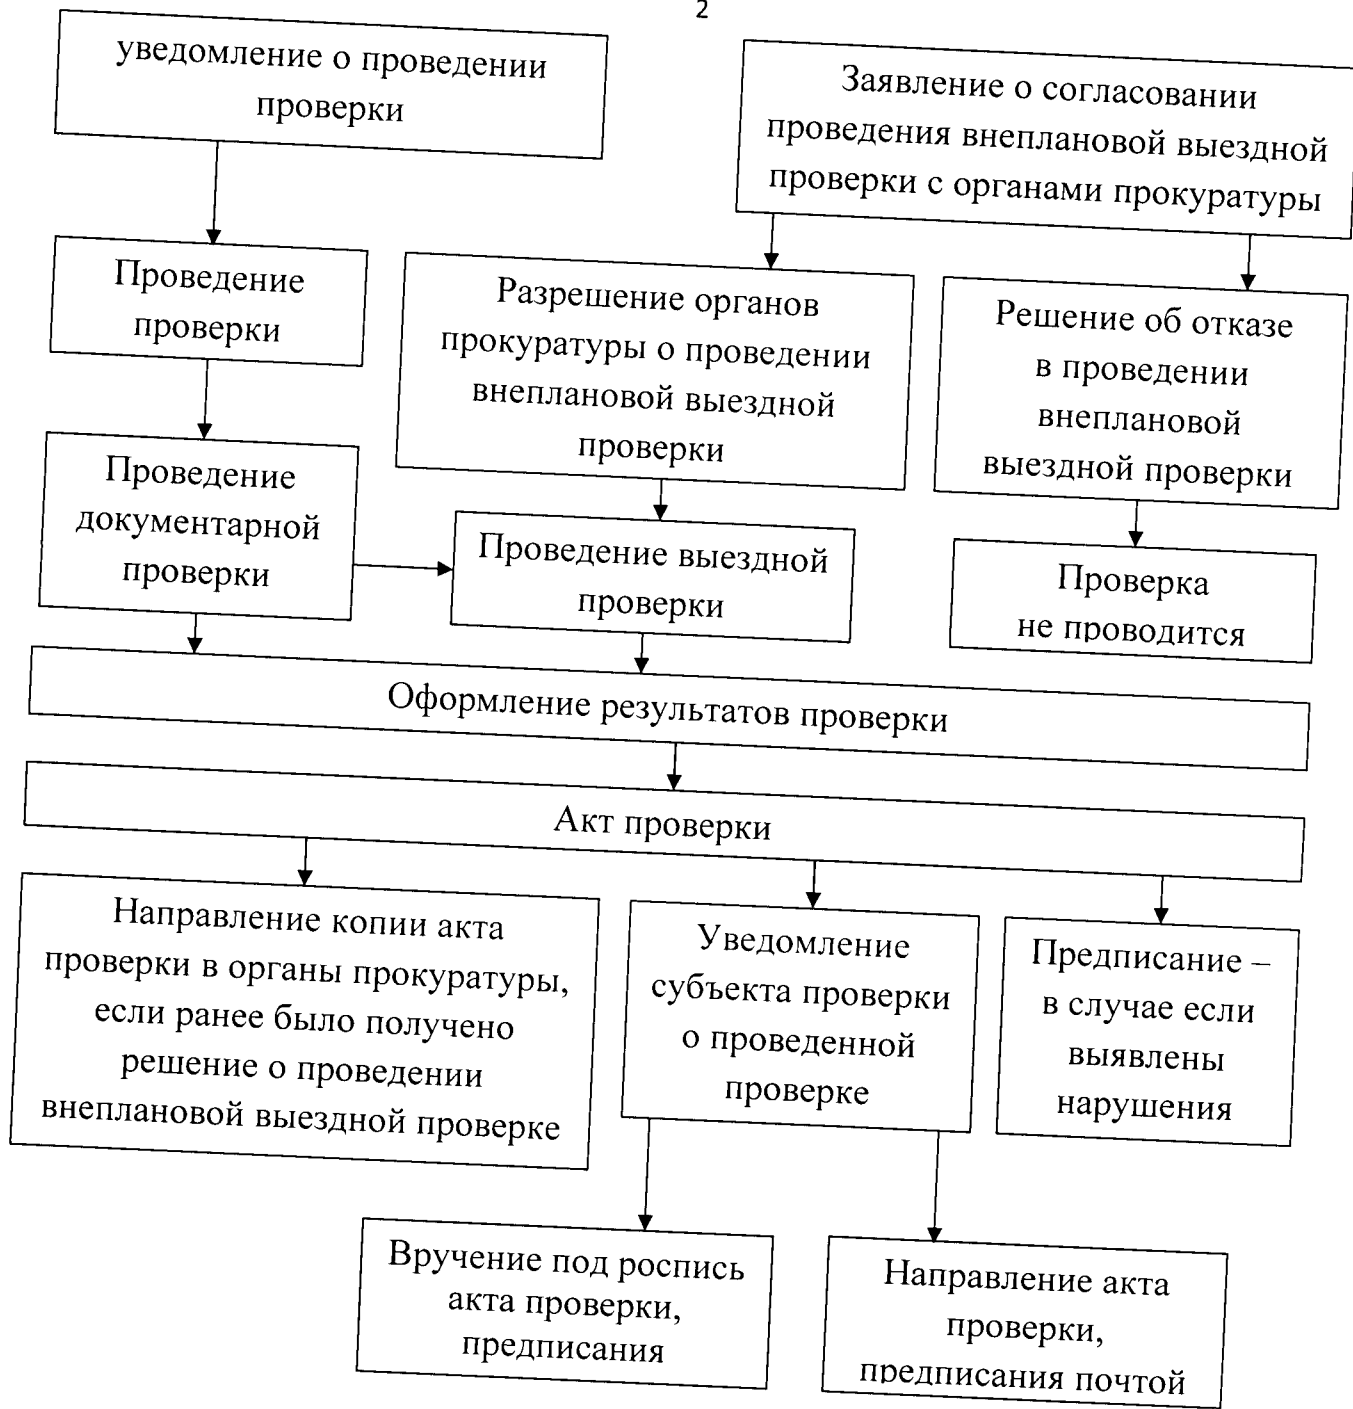 2
уведомление о проведении
проверки
Заявление о согласовании
проведения внеплановой выездной
проверки с органами прокуратуры
Проведение
проверки
Разрешение органов
прокуратуры о проведении
внеплановой выездной
проверки
Решение об отказе
в проведении
внеплановой
выездной проверки
Проведение
документарной
проверки
Проведение выездной
проверки
Проверка
не проводится
Оформление результатов проверки
Акт проверки
Направление копии акта
проверки в органы прокуратуры,
если ранее было получено
решение о проведении
внеплановой выездной проверке
Уведомление
субъекта проверки
о проведенной
проверке
Предписание –
в случае если
выявлены
нарушения
Вручение под роспись
акта проверки,
предписания
Направление акта
проверки,
предписания почтой